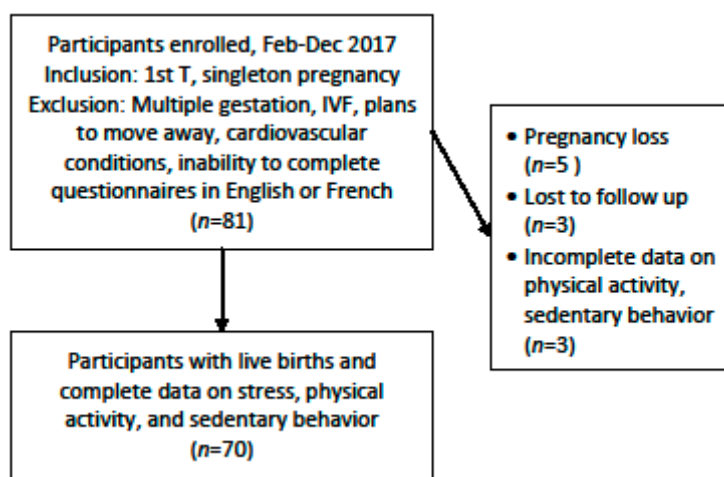 Participants enrolled, Feb-Dec 2017
Inclusion: 1st T, singleton pregnancy
Exclusion: Multiple gestation, IVF, plans
to move away, cardiovascular
conditions, inability to complete
questionnaires in English or French
(n=81)
• Pregnancy loss
(n=5 )
• Lost to follow up
(n=3)
• Incomplete data on
physical activity,
sedentary behavior
(n=3)
Participants with live births and
complete data on stress, physical
activity, and sedentary behavior
(n=70)